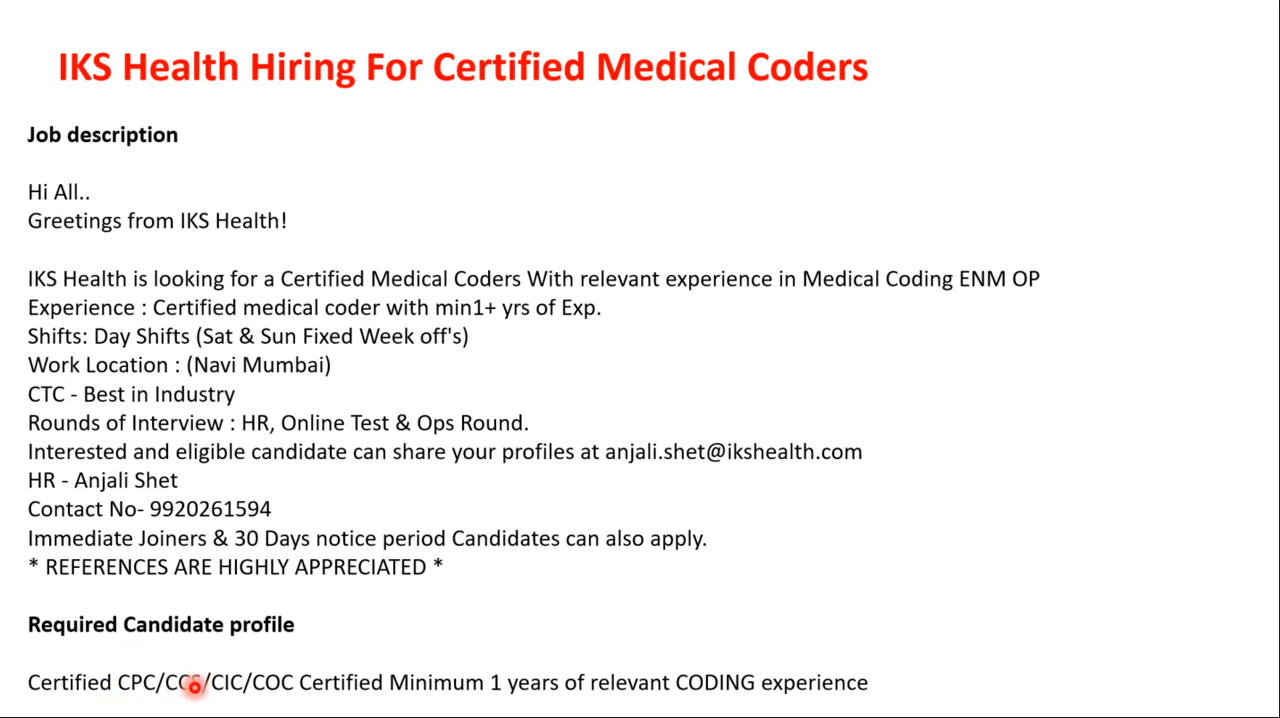 IKS Health Hiring For Certified Medical Coders
Job description
Hi All..
Greetings from IKS Health!
IKS Health is looking for a Certified Medical Coders With relevant experience in Medical Coding ENM OP
Experience : Certified medical coder with min1+ yrs of Exp.
Shifts: Day Shifts (Sat & Sun Fixed Week off's)
Work Location : (Navi Mumbai)
CTC - Best in Industry
Rounds of Interview : HR, Online Test & Ops Round.
Interested and eligible candidate can share your profiles at anjali.shet@ikshealth.com
HR - Anjali Shet
Contact No- 9920261594
Immediate Joiners & 30 Days notice period Candidates can also apply.
* REFERENCES ARE HIGHLY APPRECIATED *
Required Candidate profile
Certified CPC/CCS/CIC/COC Certified Minimum 1 years of relevant CODING experience